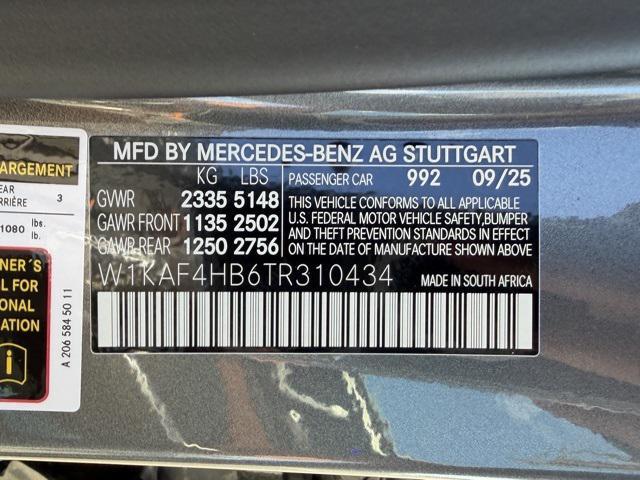 MFD BY MERCEDES-BENZ AG STUTTGART
KG LBS
GVWR 2335 5148
GAWR FRONT 1135 2502
GAWR REAR 1250 2756
PASSENGER CAR 992 09/25
THIS VEHICLE CONFORMS TO ALL APPLICABLE
U.S. FEDERAL MOTOR VEHICLE SAFETY,BUMPER
AND THEFT PREVENTION STANDARDS IN EFFECT
ON THE DATE OF MANUFACTURE SHOWN ABOVE.
W1KAF4HB6TR310434
MADE IN SOUTH AFRICA
ARGEMENT
EAR
RRIÈRE 3
1080 lbs.
lb.
NER'S
FOR
ONAL
ATION
i
A 206 584 50 11